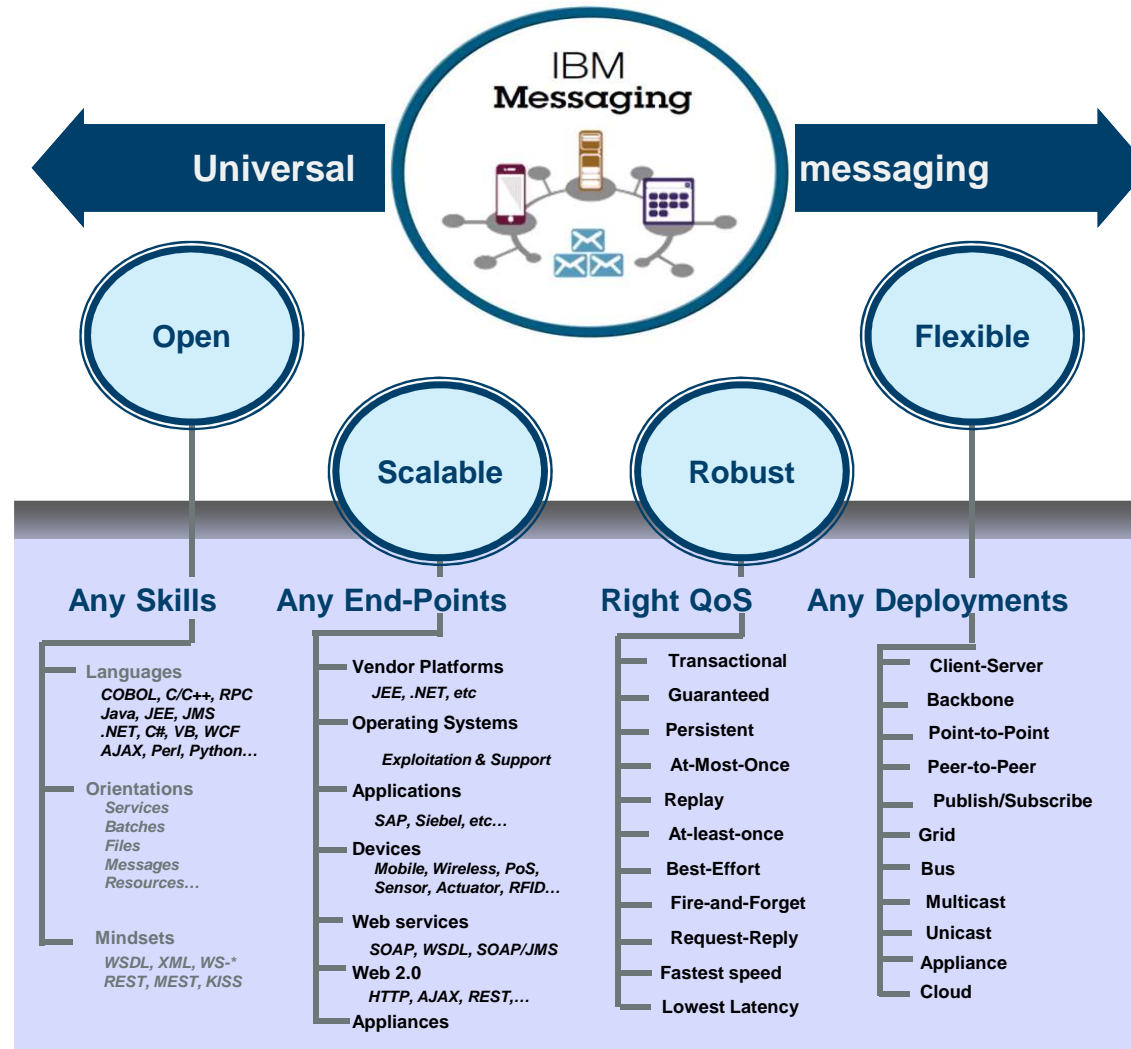 IBM
Messaging
Universal
messaging
Open
Flexible
Scalable
Robust
Any Skills
Languages
COBOL, C/C++, RPC
Java, JEE, JMS
.NET, C#, VB, WCF
AJAX, Perl, Python…
Orientations
Services
Batches
Files
Messages
Resources…
Mindsets
WSDL, XML, WS-*
REST, MEST, KISS
Any End-Points
Vendor Platforms
JEE, .NET, etc
Operating Systems
Exploitation & Support
Applications
SAP, Siebel, etc…
Devices
Mobile, Wireless, PoS,
Sensor, Actuator, RFID…
Web services
SOAP, WSDL, SOAP/JMS
Web 2.0
HTTP, AJAX, REST,…
Appliances
Right QoS
Transactional
Guaranteed
Persistent
At-Most-Once
Replay
At-least-once
Best-Effort
Fire-and-Forget
Request-Reply
Fastest speed
Lowest Latency
Any Deployments
Client-Server
Backbone
Point-to-Point
Peer-to-Peer
Publish/Subscribe
Grid
Bus
Multicast
Unicast
Appliance
Cloud